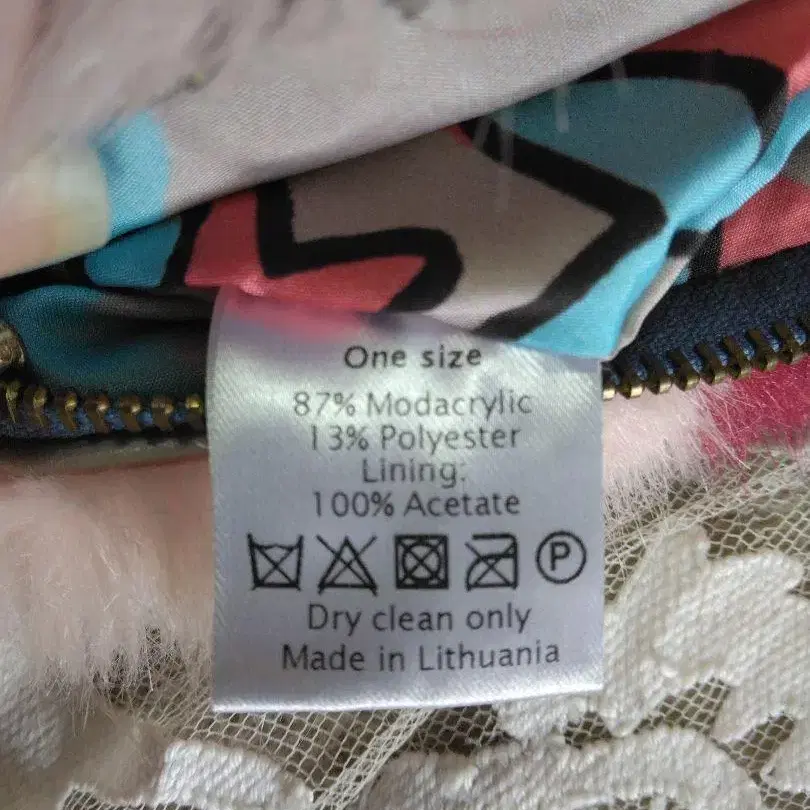 One size
87% Modacrylic
13% Polyester
Lining:
100% Acetate
P
Dry clean only
Made in Lithuania